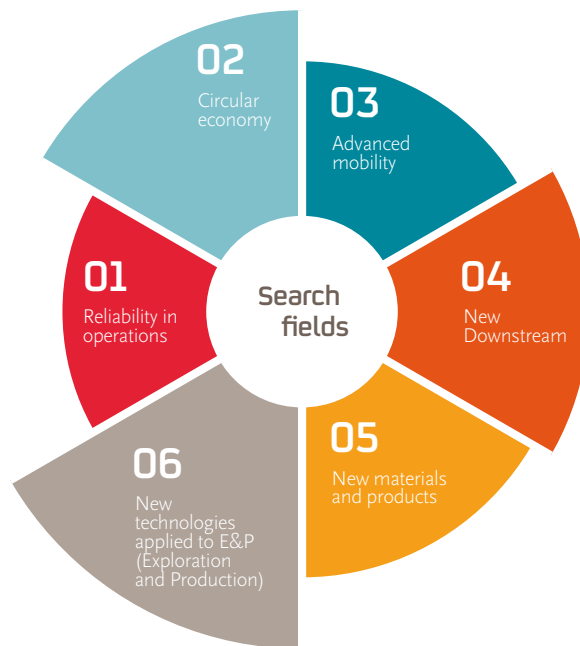 Search
fields
01
Reliability in
operations
02
Circular
economy
03
Advanced
mobility
04
New
Downstream
05
New materials
and products
06
New
technologies
applied to E&P
(Exploration
and Production)